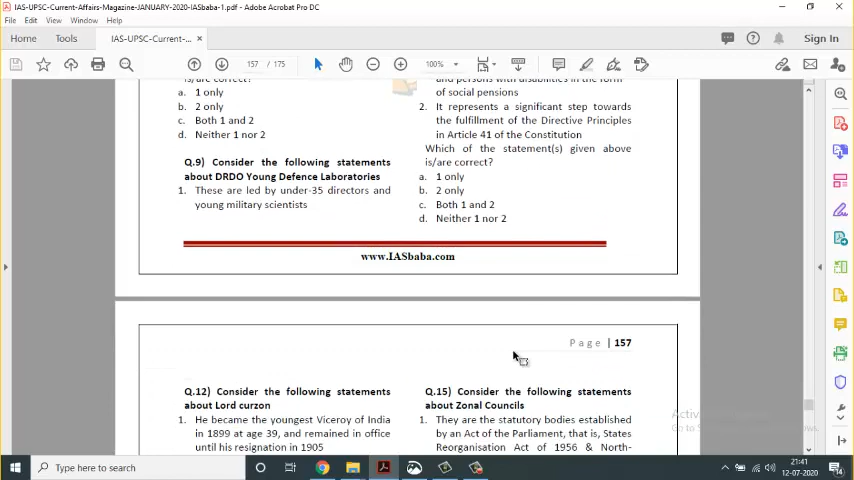 IAS-UPSC-Current-Affairs-Magazine-JANUARY-2020-IASbaba-1.pdf - Adobe Acrobat Pro DC
File Edit View Window Help
Home Tools IAS-UPSC-Current-... × Sign In
157 / 175 100%
is/are correct?
a. 1 only
b. 2 only
c. Both 1 and 2
d. Neither 1 nor 2
Q.9) Consider the following statements
about DRDO Young Defence Laboratories
1. These are led by under-35 directors and
young military scientists
and persons with disabilities in the form
of social pensions
2. It represents a significant step towards
the fulfillment of the Directive Principles
in Article 41 of the Constitution
Which of the statement(s) given above
is/are correct?
a. 1 only
b. 2 only
c. Both 1 and 2
d. Neither 1 nor 2
www.IASbaba.com
Page | 157
Q.12) Consider the following statements
about Lord curzon
1. He became the youngest Viceroy of India
in 1899 at age 39, and remained in office
until his resignation in 1905
Q.15) Consider the following statements
about Zonal Councils
1. They are the statutory bodies established
by an Act of the Parliament, that is, States
Reorganisation Act of 1956 & North-
Type here to search
21:41
12-07-2020